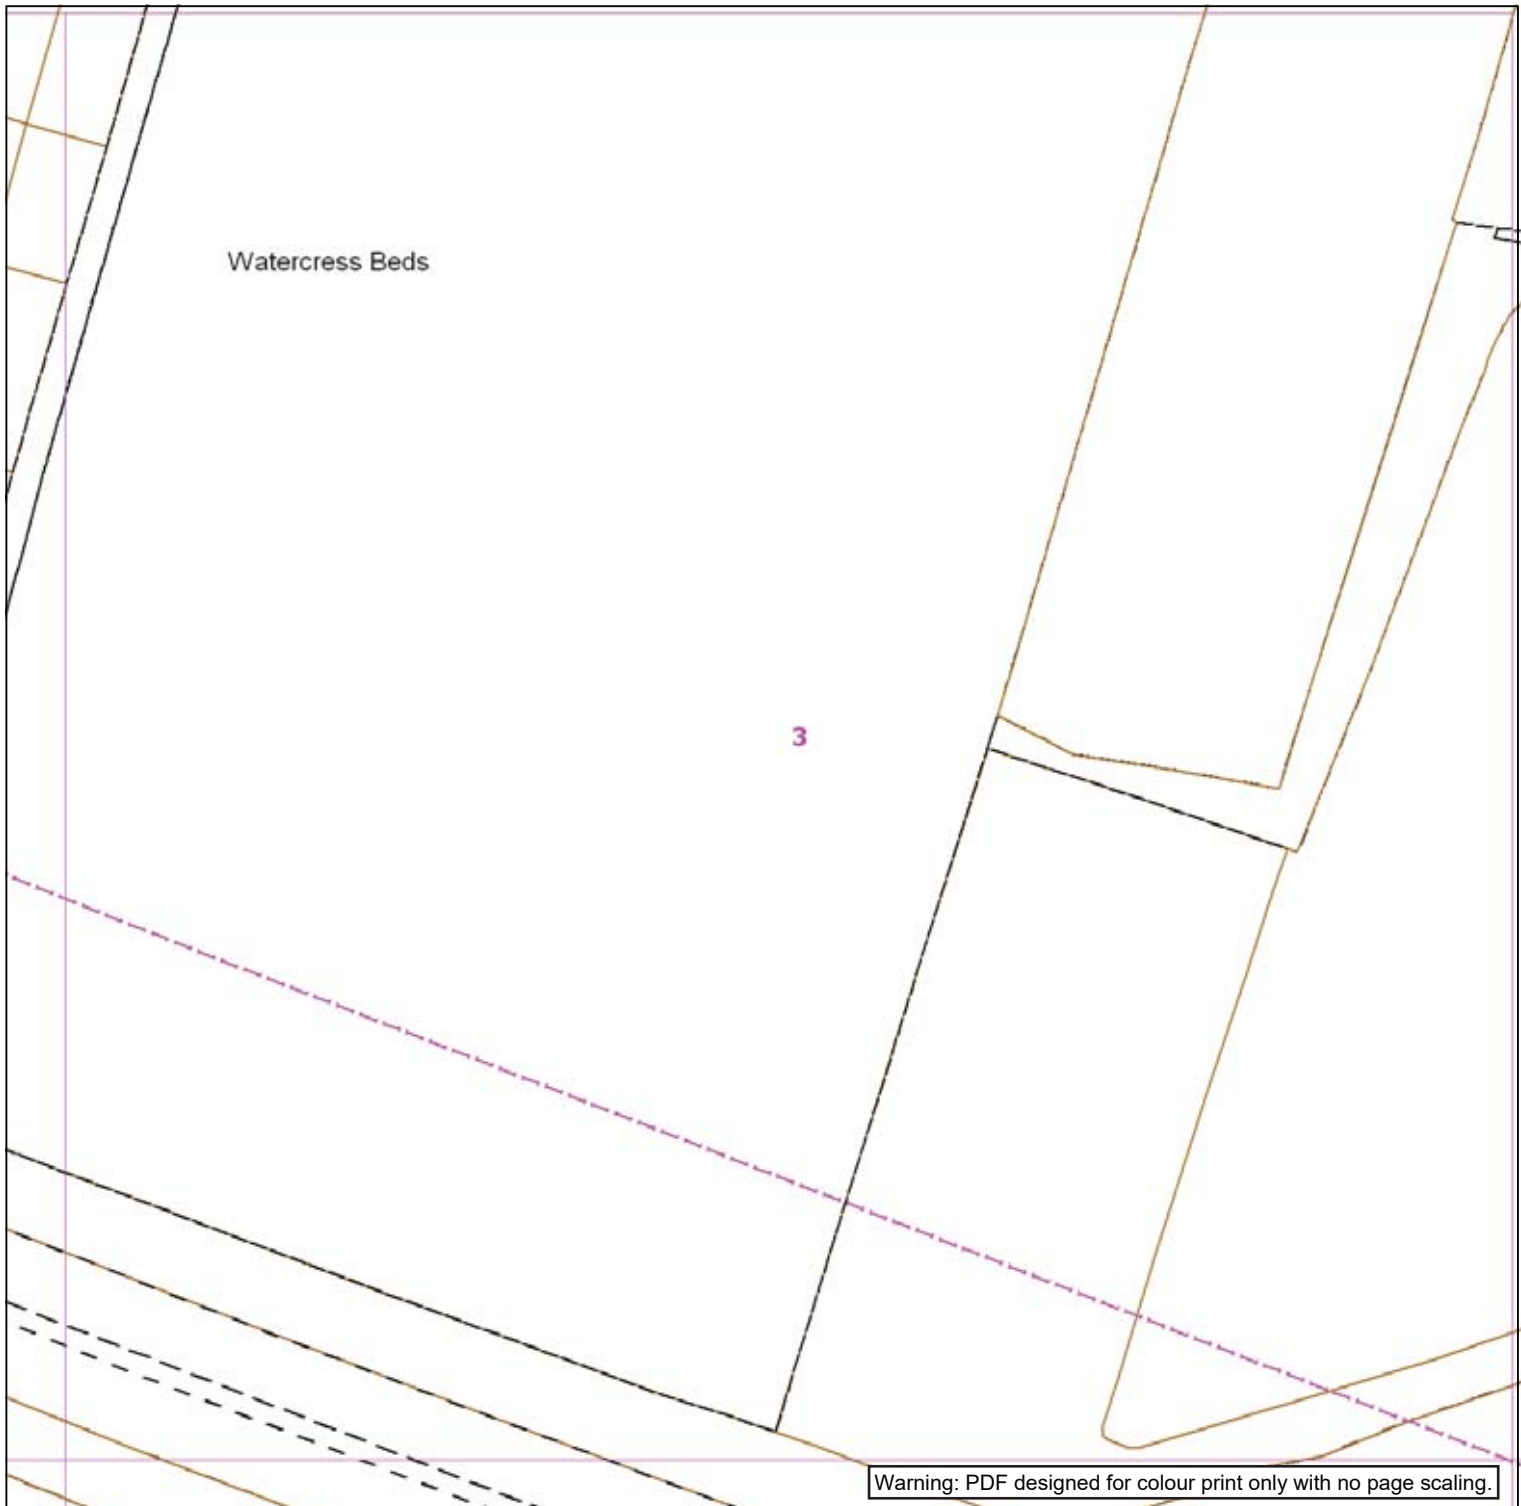 Watercress Beds
3
Warning: PDF designed for colour print only with no page scaling.